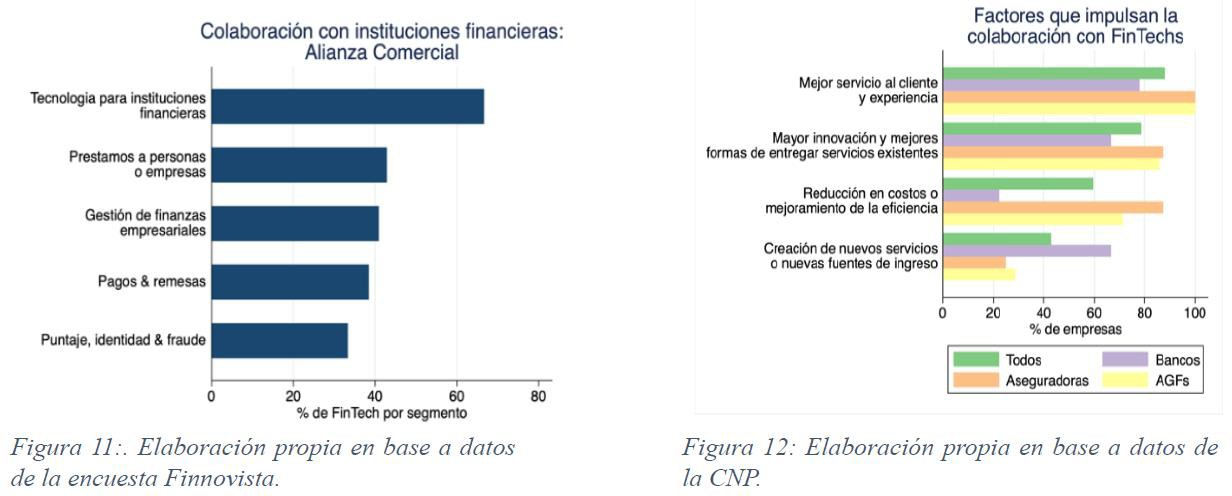 Colaboración con instituciones financieras:
Alianza Comercial
Tecnologia para instituciones
financieras
Prestamos a personas
o empresas
Gestión de finanzas
empresariales
Pagos & remesas
Puntaje, identidad & fraude
0 20 40 60 80
% de FinTech por segmento
Figura 11:. Elaboración propia en base a datos
de la encuesta Finnovista.
Factores que impulsan la
colaboración con FinTechs
Mejor servicio al cliente
y experiencia
Mayor innovación y mejores
formas de entregar servicios existentes
Reducción en costos o
mejoramiento de la eficiencia
Creación de nuevos servicios
o nuevas fuentes de ingreso
0 20 40 60 80 100
% de empresas
Todos Bancos
Aseguradoras AGFs
Figura 12: Elaboración propia en base a datos de
la CNP.